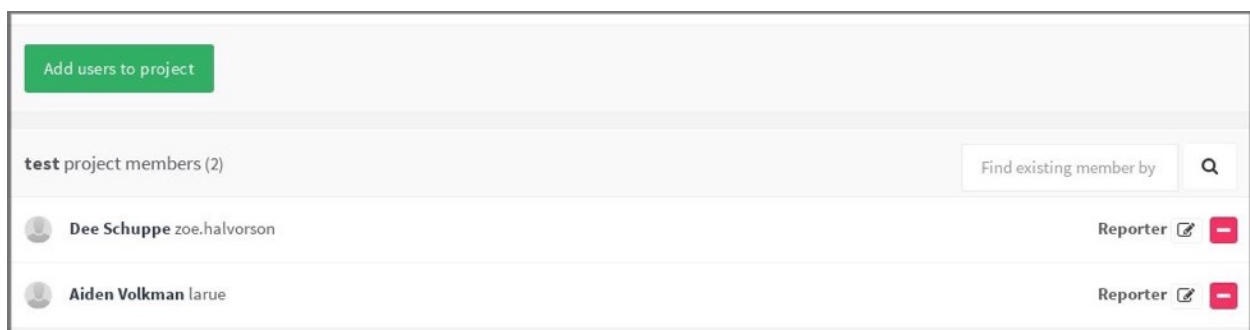 Add users to project
test project members (2)
Find existing member by
Dee Schuppe zoe.halvorson
Reporter
Aiden Volkman larue
Reporter